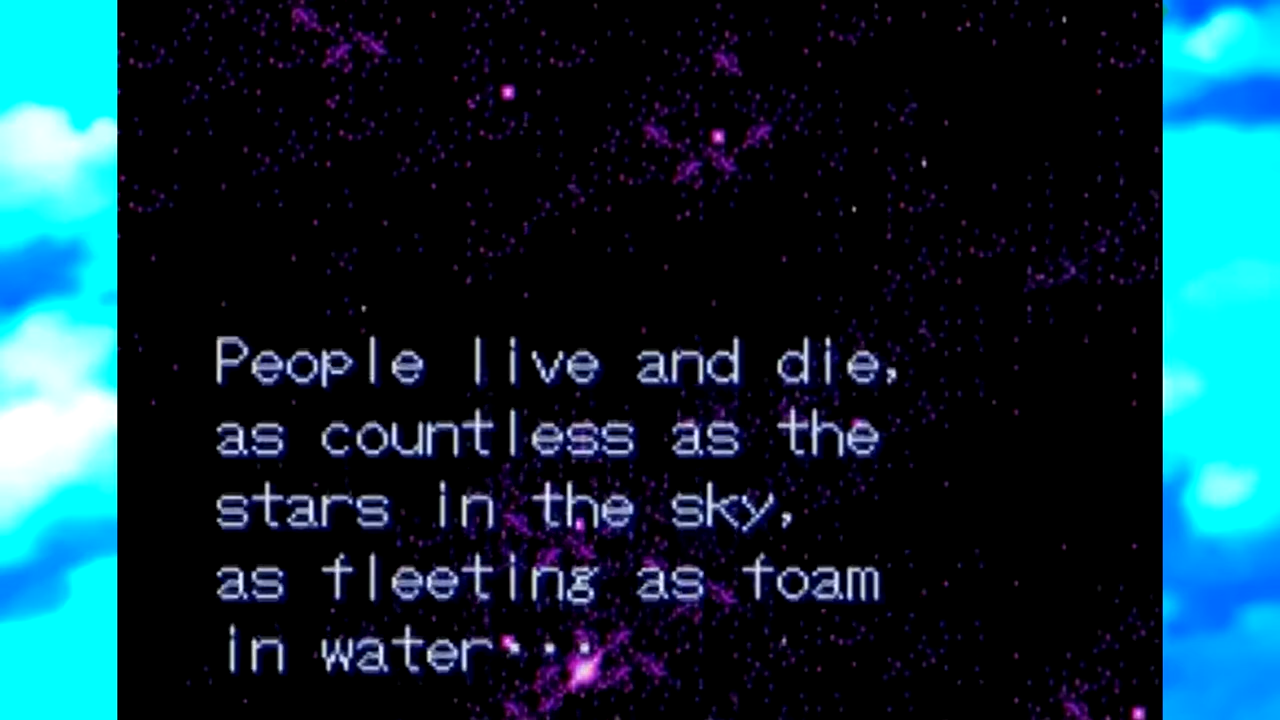 People live and die,
as countless as the
stars in the sky,
as fleeting as foam
in water···